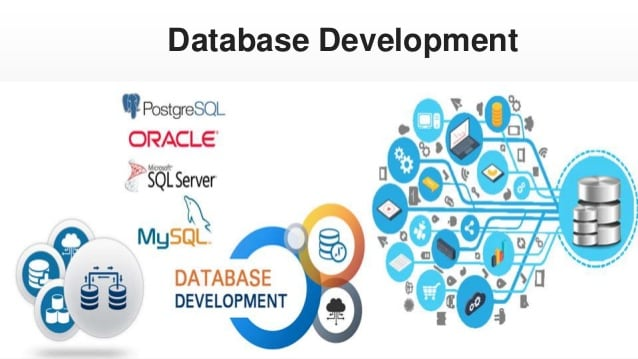 Database Development
PostgreSQL
ORACLE
Microsoft
SQL Server
MySQL
DATABASE
DEVELOPMENT